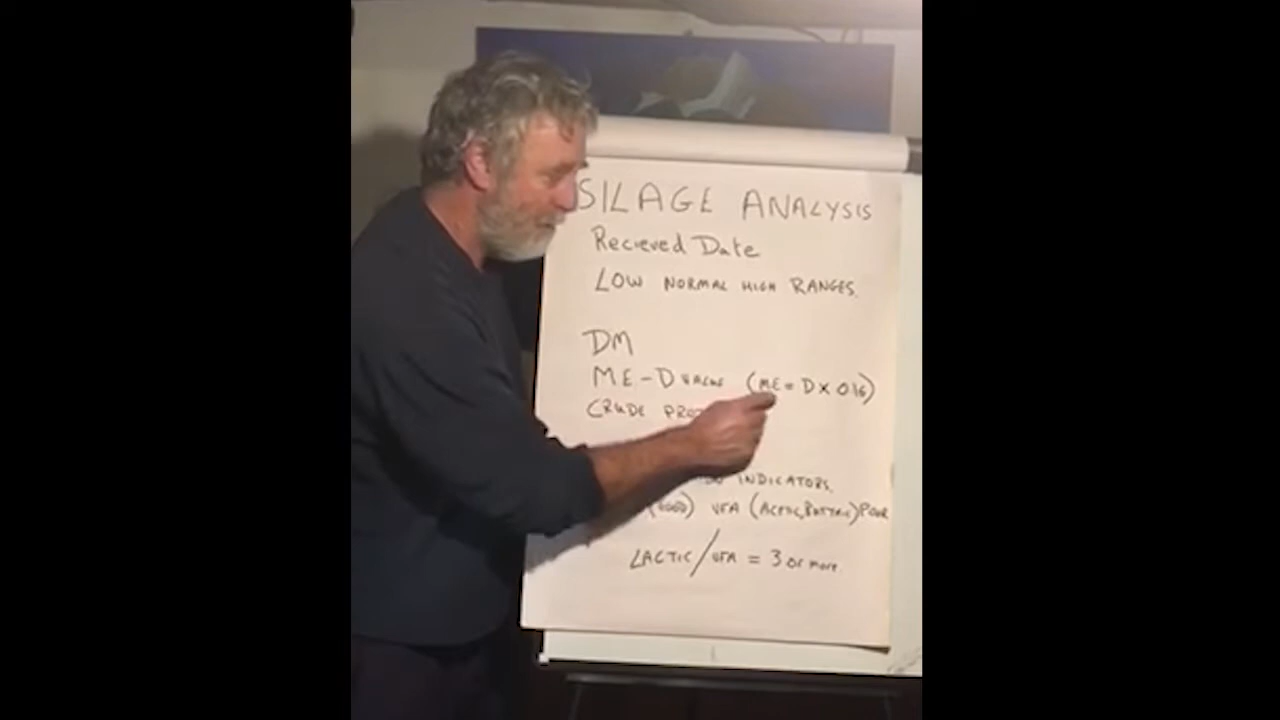 SILAGE ANALYSIS
Recieved Date
LOW NORMAL HIGH RANGES.
DM
ME-D VALUE (ME = D X 0.16)
CRUDE
INDICATORS.
(GOOD) VFA (ACETIC, BUTYRIC) POOR
LACTIC/VFA = 3 or more